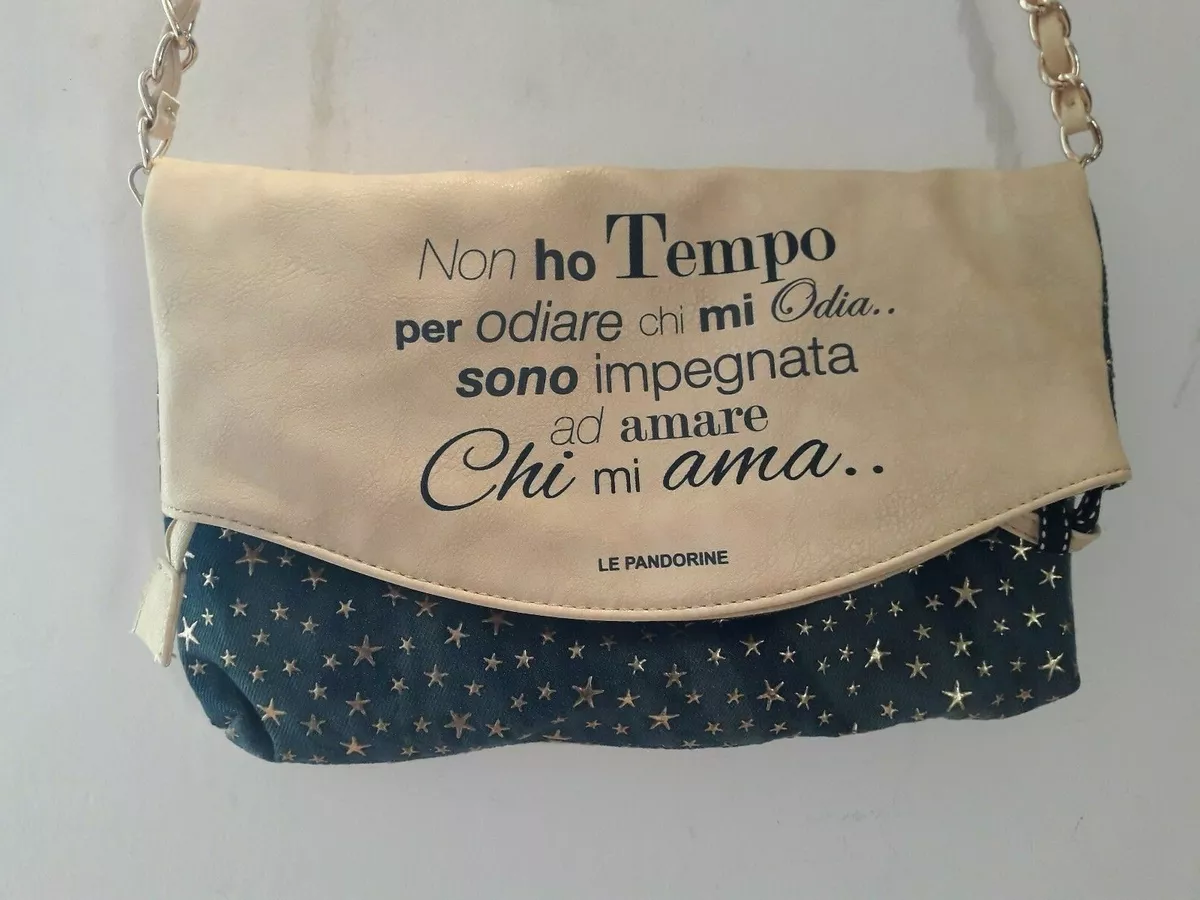 Non ho Tempo
per odiare chi mi Odia..
sono impegnata
ad amare
Chi mi ama..
LE PANDORINE